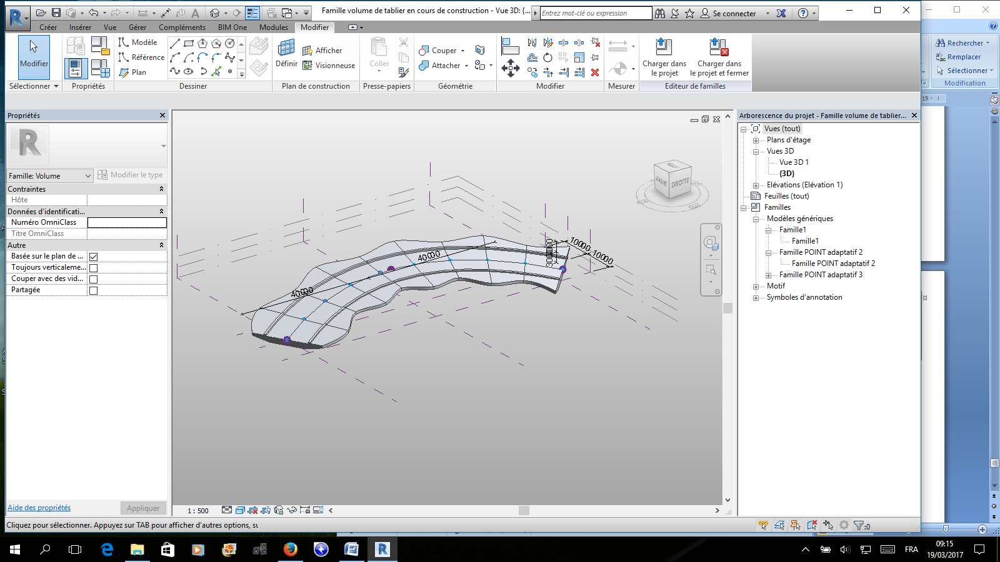 Famille volume de tablier en cours de construction - Vue 3D: {...
Entrez mot-clé ou expression
Se connecter
Créer
Insérer
Vue
Gérer
Compléments
BIM One
Modules
Modifier
Modifier
Modèle
Référence
Plan
Définir
Afficher
Visionneuse
Coller
Couper
Attacher
Charger dans
le projet
Charger dans
le projet et fermer
Rechercher
Remplacer
Sélectionner
Modification
Sélectionner
Propriétés
Dessiner
Plan de construction
Presse-papiers
Géométrie
Modifier
Mesurer
Editeur de familles
19
Propriétés
Famille: Volume
Modifier le type
Contraintes
Hôte
Données d'identificati...
Numéro OmniClass
Titre OmniClass
Autre
Basée sur le plan de ...
Toujours verticaleme...
Couper avec des vid...
Partagée
Aide des propriétés
Appliquer
AVANT
DROITE
40000
40000
10000
10000
1 : 500
Arborescence du projet - Famille volume de tablier...
Vues (tout)
Plans d'étage
Vues 3D
Vue 3D 1
{3D}
Elévations (Elévation 1)
Feuilles (tout)
Familles
Modèles génériques
Famille1
Famille1
Famille POINT adaptatif 2
Famille POINT adaptatif 2
Famille POINT adaptatif 3
Motif
Symboles d'annotation
Cliquez pour sélectionner. Appuyez sur TAB pour afficher d'autres options, su
:0
FRA
09:15
19/03/2017